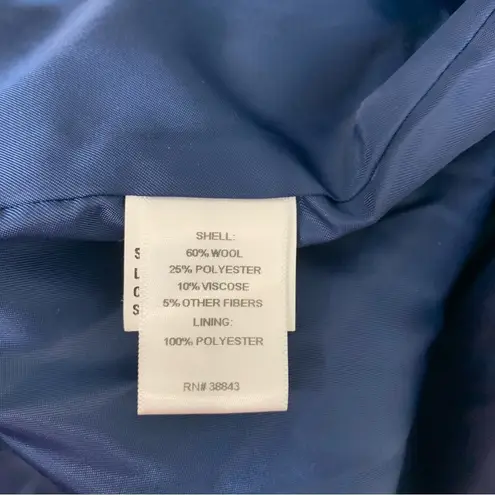 SHELL:
60% WOOL
25% POLYESTER
10% VISCOSE
5% OTHER FIBERS
LINING:
100% POLYESTER
RN# 38843
S
L
C
S